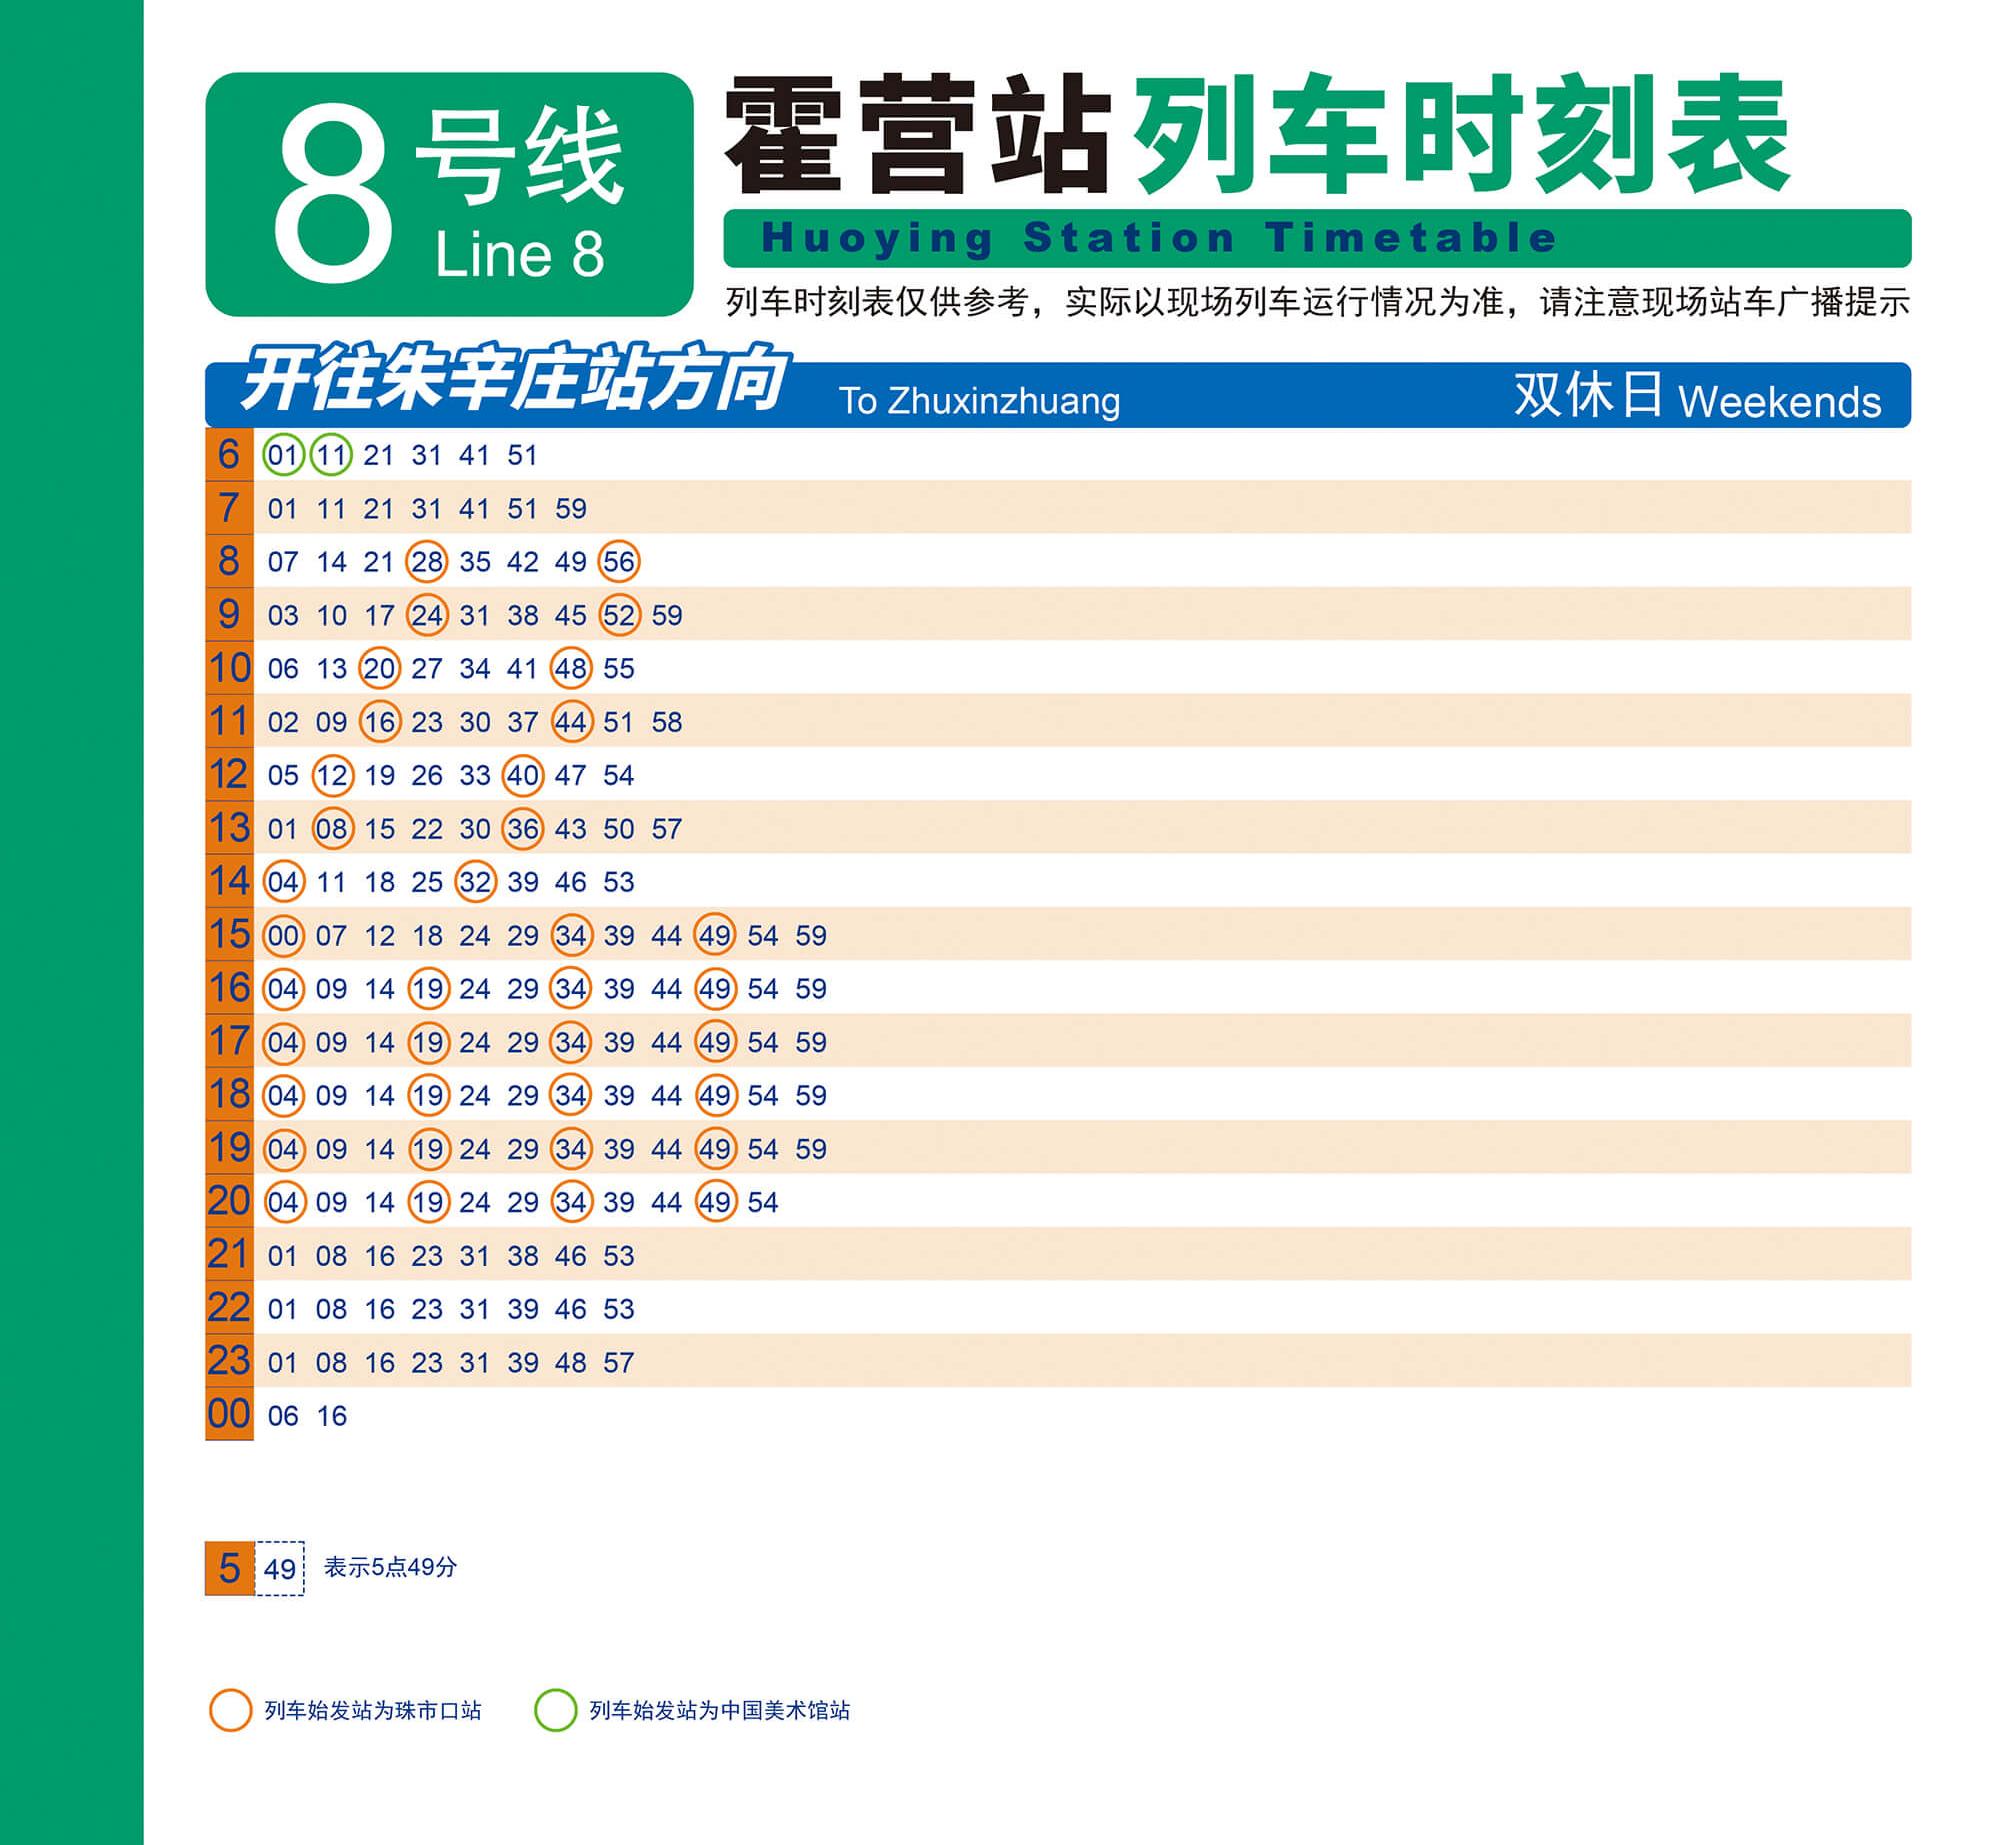 8号线
Line 8
霍营站列车时刻表
Huoying Station Timetable
列车时刻表仅供参考，实际以现场列车运行情况为准，请注意现场站车广播提示
开往朱辛庄站方向 To Zhuxinzhuang 双休日 Weekends
6 01 11 21 31 41 51
7 01 11 21 31 41 51 59
8 07 14 21 28 35 42 49 56
9 03 10 17 24 31 38 45 52 59
10 06 13 20 27 34 41 48 55
11 02 09 16 23 30 37 44 51 58
12 05 12 19 26 33 40 47 54
13 01 08 15 22 30 36 43 50 57
14 04 11 18 25 32 39 46 53
15 00 07 12 18 24 29 34 39 44 49 54 59
16 04 09 14 19 24 29 34 39 44 49 54 59
17 04 09 14 19 24 29 34 39 44 49 54 59
18 04 09 14 19 24 29 34 39 44 49 54 59
19 04 09 14 19 24 29 34 39 44 49 54 59
20 04 09 14 19 24 29 34 39 44 49 54
21 01 08 16 23 31 38 46 53
22 01 08 16 23 31 39 46 53
23 01 08 16 23 31 39 48 57
00 06 16
5 49 表示5点49分
列车始发站为珠市口站 列车始发站为中国美术馆站